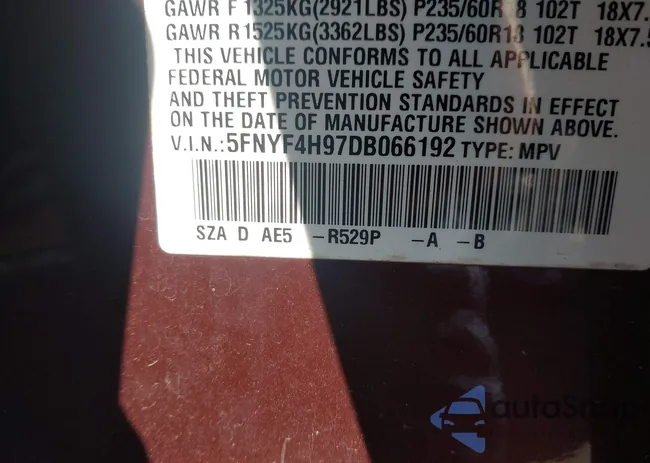 GAWR F 1325KG(2921LBS) P235/60R18 102T 18X7.
GAWR R1525KG(3362LBS) P235/60R18 102T 18X7.5
THIS VEHICLE CONFORMS TO ALL APPLICABLE
FEDERAL MOTOR VEHICLE SAFETY
AND THEFT PREVENTION STANDARDS IN EFFECT
ON THE DATE OF MANUFACTURE SHOWN ABOVE.
V.I.N.:5FNYF4H97DB066192 TYPE: MPV
SZA D AE5 -R529P -A -B
autoSnap